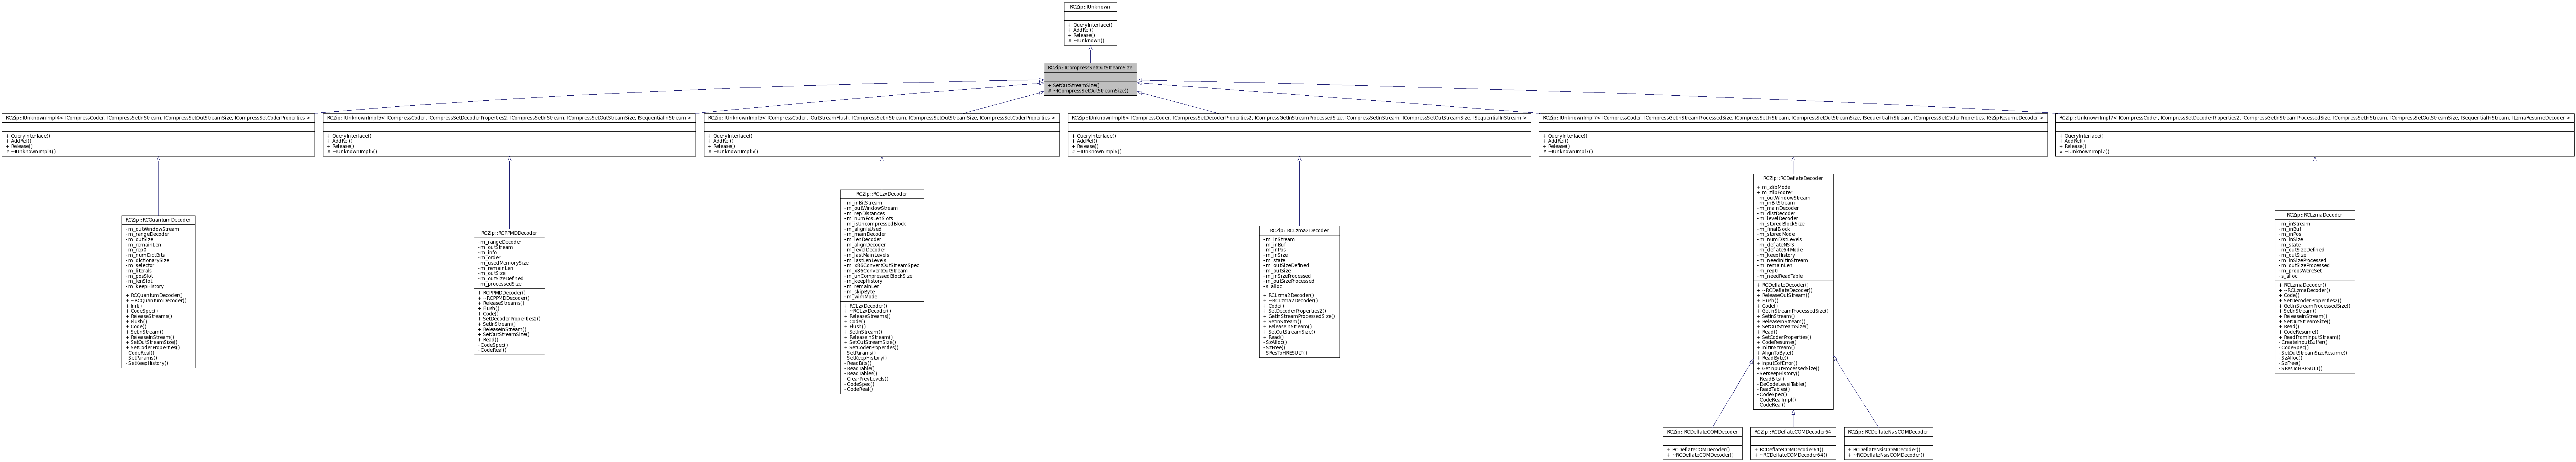 RCZip::IUnknown
+ QueryInterface()
+ AddRef()
+ Release()
# ~IUnknown()
RCZip::ICompressSetOutStreamSize
+ SetOutStreamSize()
# ~ICompressSetOutStreamSize()
RCZip::IUnknownImpl4< ICompressCoder, ICompressSetInStream, ICompressSetOutStreamSize, ICompressSetCoderProperties >
+ QueryInterface()
+ AddRef()
+ Release()
# ~IUnknownImpl4()
RCZip::IUnknownImpl5< ICompressCoder, ICompressSetDecoderProperties2, ICompressSetInStream, ICompressSetOutStreamSize, ISequentialInStream >
+ QueryInterface()
+ AddRef()
+ Release()
# ~IUnknownImpl5()
RCZip::IUnknownImpl5< ICompressCoder, IOutStreamFlush, ICompressSetInStream, ICompressSetOutStreamSize, ICompressSetCoderProperties >
+ QueryInterface()
+ AddRef()
+ Release()
# ~IUnknownImpl5()
RCZip::IUnknownImpl6< ICompressCoder, ICompressSetDecoderProperties2, ICompressGetInStreamProcessedSize, ICompressSetInStream, ICompressSetOutStreamSize, ISequentialInStream >
+ QueryInterface()
+ AddRef()
+ Release()
# ~IUnknownImpl6()
RCZip::IUnknownImpl7< ICompressCoder, ICompressGetInStreamProcessedSize, ICompressSetInStream, ICompressSetOutStreamSize, ISequentialInStream, ICompressSetCoderProperties, IGZipResumeDecoder >
+ QueryInterface()
+ AddRef()
+ Release()
# ~IUnknownImpl7()
RCZip::IUnknownImpl7< ICompressCoder, ICompressSetDecoderProperties2, ICompressGetInStreamProcessedSize, ICompressSetInStream, ICompressSetOutStreamSize, ISequentialInStream, ILzmaResumeDecoder >
+ QueryInterface()
+ AddRef()
+ Release()
# ~IUnknownImpl7()
RCZip::RCQuantumDecoder
- m_outWindowStream
- m_rangeDecoder
- m_outSize
- m_remainLen
- m_rep0
- m_numDictBits
- m_dictionarySize
- m_selector
- m_literals
- m_posSlot
- m_lenSlot
- m_keepHistory
+ RCQuantumDecoder()
+ ~RCQuantumDecoder()
+ Init()
+ CodeSpec()
+ ReleaseStreams()
+ Flush()
+ Code()
+ SetInStream()
+ ReleaseInStream()
+ SetOutStreamSize()
+ SetCoderProperties()
- CodeReal()
- SetParams()
- SetKeepHistory()
RCZip::RCPPMDDecoder
- m_rangeDecoder
- m_outStream
- m_info
- m_order
- m_usedMemorySize
- m_remainLen
- m_outSize
- m_outSizeDefined
- m_processedSize
+ RCPPMDDecoder()
+ ~RCPPMDDecoder()
+ ReleaseStreams()
+ Flush()
+ Code()
+ SetDecoderProperties2()
+ SetInStream()
+ ReleaseInStream()
+ SetOutStreamSize()
+ Read()
- CodeSpec()
- CodeReal()
RCZip::RCLzxDecoder
- m_inBitStream
- m_outWindowStream
- m_repDistances
- m_numPosLenSlots
- m_isUncompressedBlock
- m_alignIsUsed
- m_mainDecoder
- m_lenDecoder
- m_alignDecoder
- m_levelDecoder
- m_lastMainLevels
- m_lastLenLevels
- m_x86ConvertOutStreamSpec
- m_x86ConvertOutStream
- m_unCompressedBlockSize
- m_keepHistory
- m_remainLen
- m_skipByte
- m_wimMode
+ RCLzxDecoder()
+ ~RCLzxDecoder()
+ ReleaseStreams()
+ Code()
+ Flush()
+ SetInStream()
+ ReleaseInStream()
+ SetOutStreamSize()
+ SetCoderProperties()
- SetParams()
- SetKeepHistory()
- ReadBits()
- ReadTable()
- ReadTables()
- ClearPrevLevels()
- CodeSpec()
- CodeReal()
RCZip::RCLzma2Decoder
- m_inStream
- m_inBuf
- m_inPos
- m_inSize
- m_state
- m_outSizeDefined
- m_outSize
- m_inSizeProcessed
- m_outSizeProcessed
- s_alloc
+ RCLzma2Decoder()
+ ~RCLzma2Decoder()
+ Code()
+ SetDecoderProperties2()
+ GetInStreamProcessedSize()
+ SetInStream()
+ ReleaseInStream()
+ SetOutStreamSize()
+ Read()
- SzAlloc()
- SzFree()
- SResToHRESULT()
RCZip::RCDeflateDecoder
+ m_zlibMode
+ m_zlibFooter
- m_outWindowStream
- m_inBitStream
- m_mainDecoder
- m_distDecoder
- m_levelDecoder
- m_storedBlockSize
- m_finalBlock
- m_storedMode
- m_numDistLevels
- m_deflateNSIS
- m_deflate64Mode
- m_keepHistory
- m_needInitInStream
- m_remainLen
- m_rep0
- m_needReadTable
+ RCDeflateDecoder()
+ ~RCDeflateDecoder()
+ ReleaseOutStream()
+ Flush()
+ Code()
+ GetInStreamProcessedSize()
+ SetInStream()
+ ReleaseInStream()
+ SetOutStreamSize()
+ Read()
+ SetCoderProperties()
+ CodeResume()
+ InitInStream()
+ AlignToByte()
+ ReadByte()
+ InputEofError()
+ GetInputProcessedSize()
- SetKeepHistory()
- ReadBits()
- DeCodeLevelTable()
- ReadTables()
- CodeSpec()
- CodeRealImpl()
- CodeReal()
RCZip::RCLzmaDecoder
- m_inStream
- m_inBuf
- m_inPos
- m_inSize
- m_state
- m_outSizeDefined
- m_outSize
- m_inSizeProcessed
- m_outSizeProcessed
- m_propsWereSet
- s_alloc
+ RCLzmaDecoder()
+ ~RCLzmaDecoder()
+ Code()
+ SetDecoderProperties2()
+ GetInStreamProcessedSize()
+ SetInStream()
+ ReleaseInStream()
+ SetOutStreamSize()
+ Read()
+ CodeResume()
+ ReadFromInputStream()
- CreateInputBuffer()
- CodeSpec()
- SetOutStreamSizeResume()
- SzAlloc()
- SzFree()
- SResToHRESULT()
RCZip::RCDeflateCOMDecoder
+ RCDeflateCOMDecoder()
+ ~RCDeflateCOMDecoder()
RCZip::RCDeflateCOMDecoder64
+ RCDeflateCOMDecoder64()
+ ~RCDeflateCOMDecoder64()
RCZip::RCDeflateNsisCOMDecoder
+ RCDeflateNsisCOMDecoder()
+ ~RCDeflateNsisCOMDecoder()